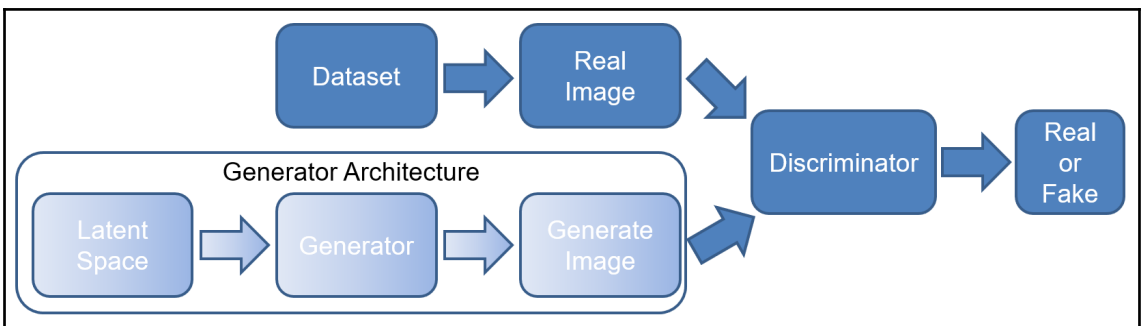 Dataset
Real
Image
Discriminator
Real
or
Fake
Generator Architecture
Latent
Space
Generator
Generate
Image